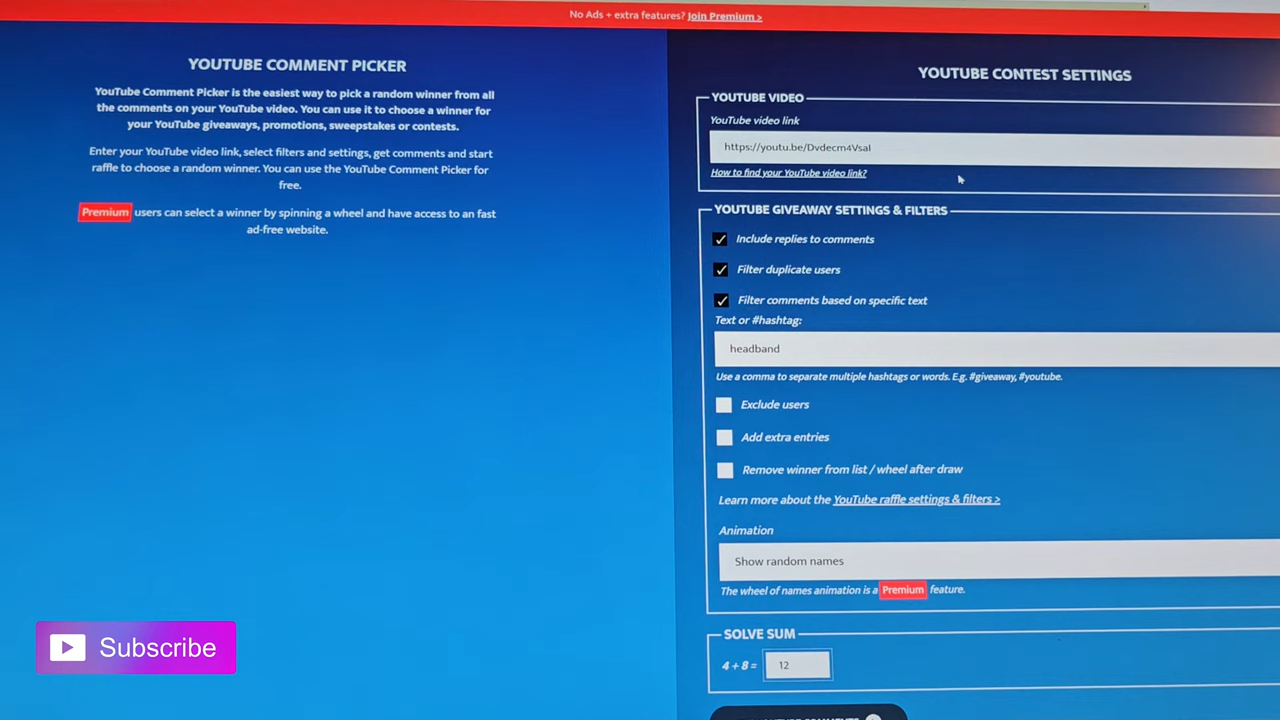 No Ads + extra features? Join Premium >
YOUTUBE COMMENT PICKER
YouTube Comment Picker is the easiest way to pick a random winner from all
the comments on your YouTube video. You can use it to choose a winner for
your YouTube giveaways, promotions, sweepstakes or contests.
Enter your YouTube video link, select filters and settings, get comments and start
raffle to choose a random winner. You can use the YouTube Comment Picker for
free.
Premium users can select a winner by spinning a wheel and have access to an fast
ad-free website.
Subscribe
YOUTUBE CONTEST SETTINGS
YOUTUBE VIDEO
YouTube video link
https://youtu.be/Dvdecm4VsaI
How to find your YouTube video link?
YOUTUBE GIVEAWAY SETTINGS & FILTERS
Include replies to comments
Filter duplicate users
Filter comments based on specific text
Text or #hashtag:
headband
Use a comma to separate multiple hashtags or words. E.g. #giveaway, #youtube.
Exclude users
Add extra entries
Remove winner from list / wheel after draw
Learn more about the YouTube raffle settings & filters >
Animation
Show random names
The wheel of names animation is a Premium feature.
SOLVE SUM
4 + 8 = 12